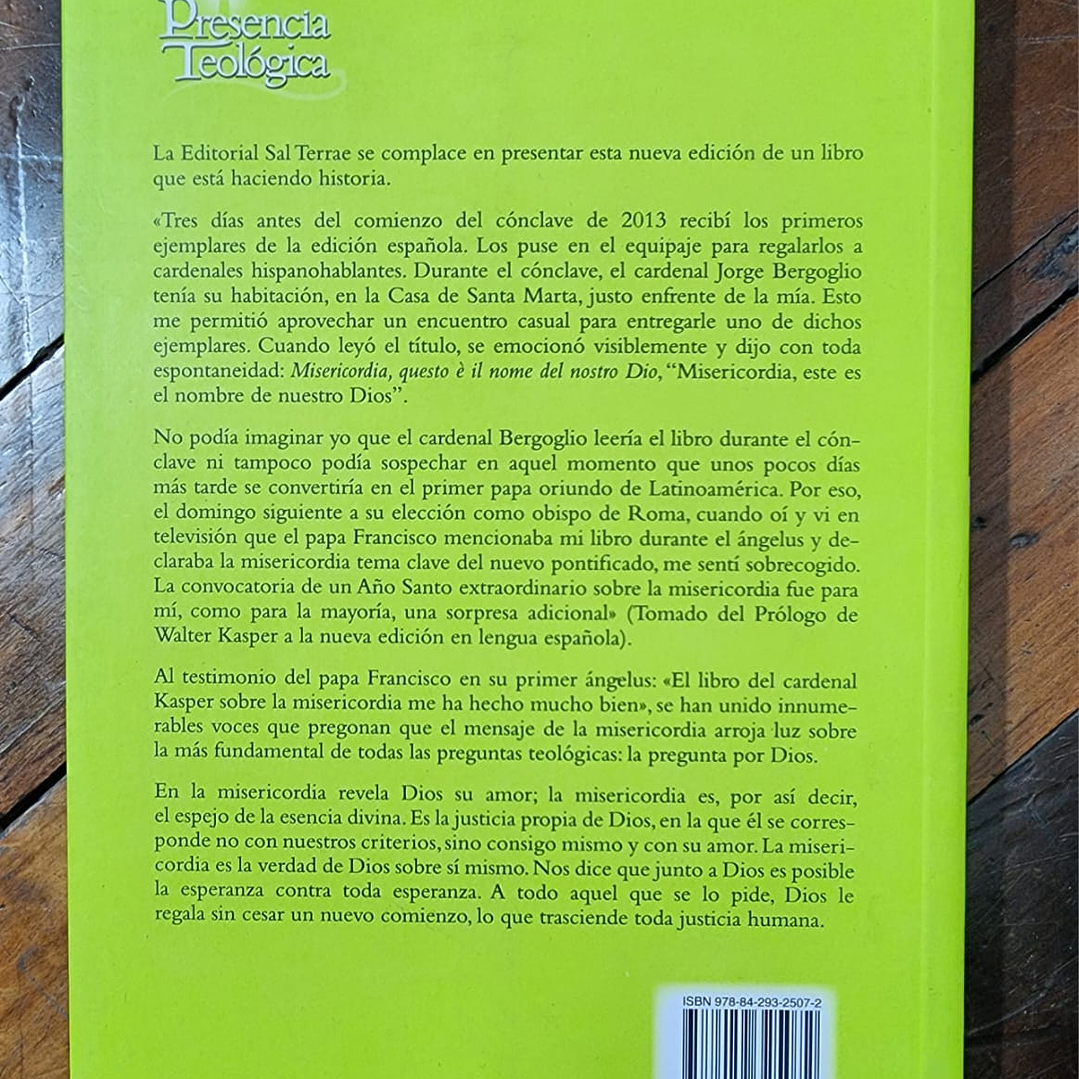 Presencia
Teológica
La Editorial Sal Terrae se complace en presentar esta nueva edición de un libro
que está haciendo historia.
«Tres días antes del comienzo del cónclave de 2013 recibí los primeros
ejemplares de la edición española. Los puse en el equipaje para regalarlos a
cardenales hispanohablantes. Durante el cónclave, el cardenal Jorge Bergoglio
tenía su habitación, en la Casa de Santa Marta, justo enfrente de la mía. Esto
me permitió aprovechar un encuentro casual para entregarle uno de dichos
ejemplares. Cuando leyó el título, se emocionó visiblemente y dijo con toda
espontaneidad: Misericordia, questo è il nome del nostro Dio, “Misericordia, este es
el nombre de nuestro Dios”.
No podía imaginar yo que el cardenal Bergoglio leería el libro durante el cón-
clave ni tampoco podía sospechar en aquel momento que unos pocos días
más tarde se convertiría en el primer papa oriundo de Latinoamérica. Por eso,
el domingo siguiente a su elección como obispo de Roma, cuando oí y vi en
televisión que el papa Francisco mencionaba mi libro durante el ángelus y de-
claraba la misericordia tema clave del nuevo pontificado, me sentí sobrecogido.
La convocatoria de un Año Santo extraordinario sobre la misericordia fue para
mí, como para la mayoría, una sorpresa adicional» (Tomado del Prólogo de
Walter Kasper a la nueva edición en lengua española).
Al testimonio del papa Francisco en su primer ángelus: «El libro del cardenal
Kasper sobre la misericordia me ha hecho mucho bien», se han unido innume-
rables voces que pregonan que el mensaje de la misericordia arroja luz sobre
la más fundamental de todas las preguntas teológicas: la pregunta por Dios.
En la misericordia revela Dios su amor; la misericordia es, por así decir,
el espejo de la esencia divina. Es la justicia propia de Dios, en la que él se corres-
ponde no con nuestros criterios, sino consigo mismo y con su amor. La miseri-
cordia es la verdad de Dios sobre sí mismo. Nos dice que junto a Dios es posible
la esperanza contra toda esperanza. A todo aquel que se lo pide, Dios le
regala sin cesar un nuevo comienzo, lo que trasciende toda justicia humana.
ISBN 978-84-293-2507-2